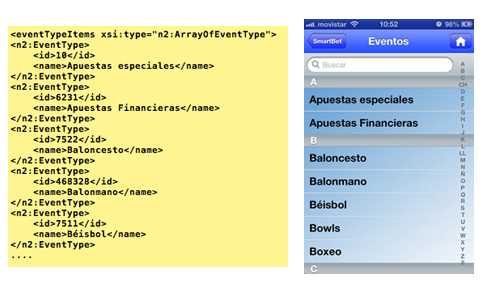 <eventTypeItems xsi:type="n2:ArrayOfEventType">
<n2:EventType>
<id>10</id>
<name>Apuestas especiales</name>
</n2:EventType>
<n2:EventType>
<id>6231</id>
<name>Apuestas Financieras</name>
</n2:EventType>
<n2:EventType>
<id>7522</id>
<name>Baloncesto</name>
</n2:EventType>
<n2:EventType>
<id>468328</id>
<name>Balonmano</name>
</n2:EventType>
<n2:EventType>
<id>7511</id>
<name>Béisbol</name>
</n2:EventType>
....
movistar 10:52 98%
SmartBet Eventos
Buscar
A
Apuestas especiales
Apuestas Financieras
B
Baloncesto
Balonmano
Béisbol
Bowls
Boxeo
C
A
B
C
CH
D
E
F
G
H
I
J
K
L
LL
M
N
Ñ
O
P
Q
R
S
T
U
V
W
X
Y
Z